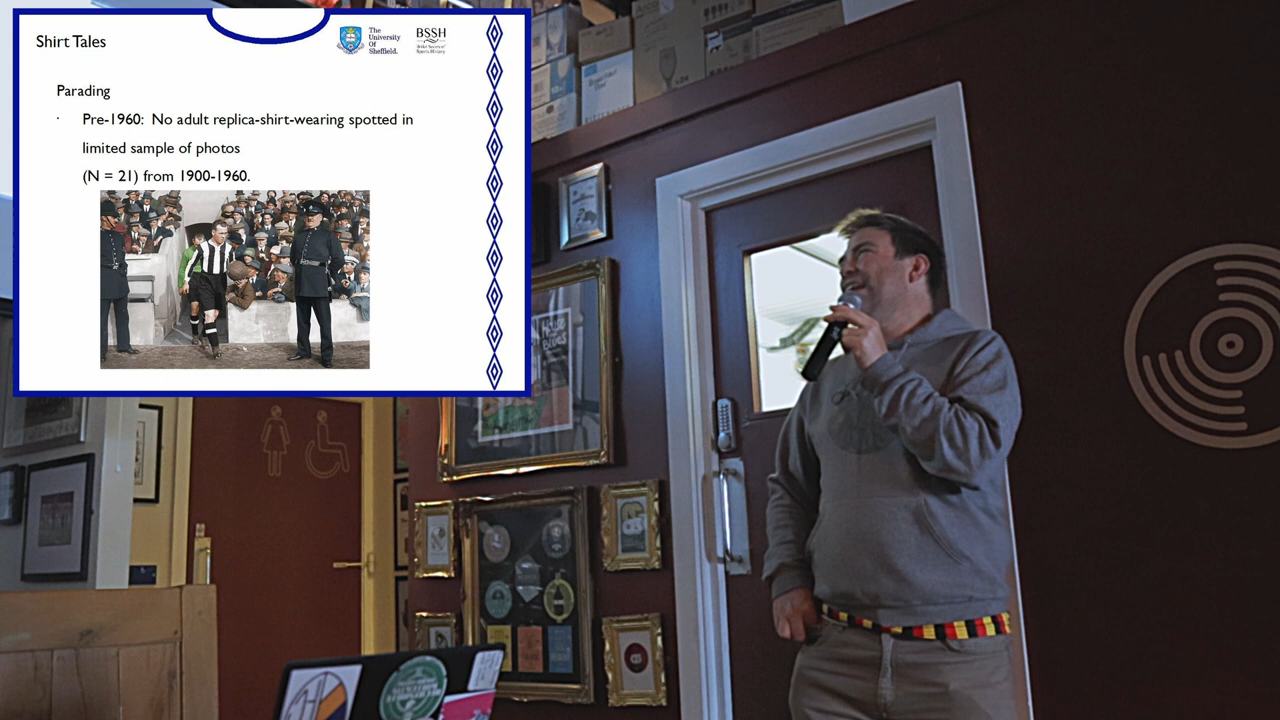 Shirt Tales
The
University
Of
Sheffield.
BSSH
Parading
· Pre-1960: No adult replica-shirt-wearing spotted in
limited sample of photos
(N = 21) from 1900-1960.